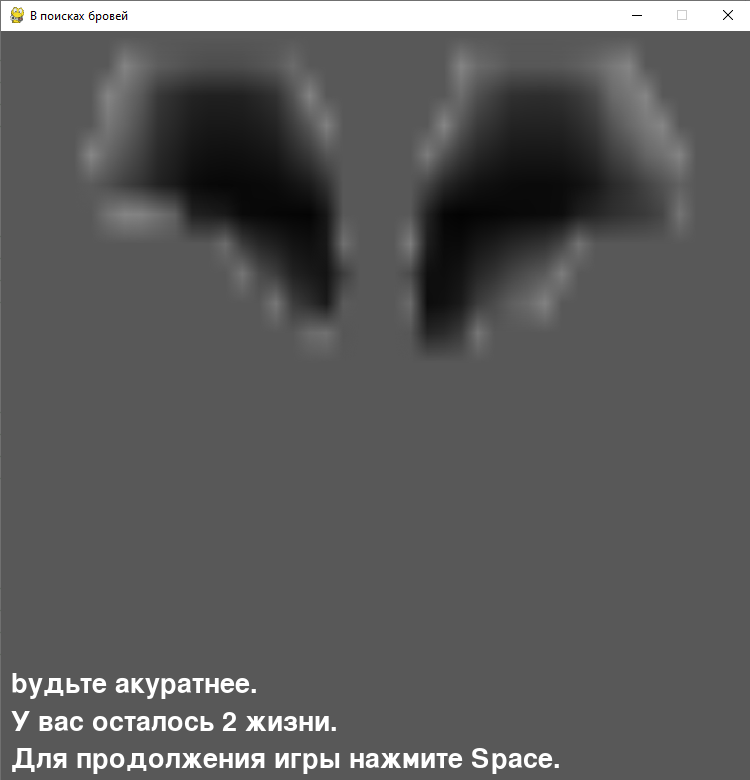 В поисках бровей
bудьте акуратнее.
У вас осталось 2 жизни.
Для продолжения игры нажмите Space.